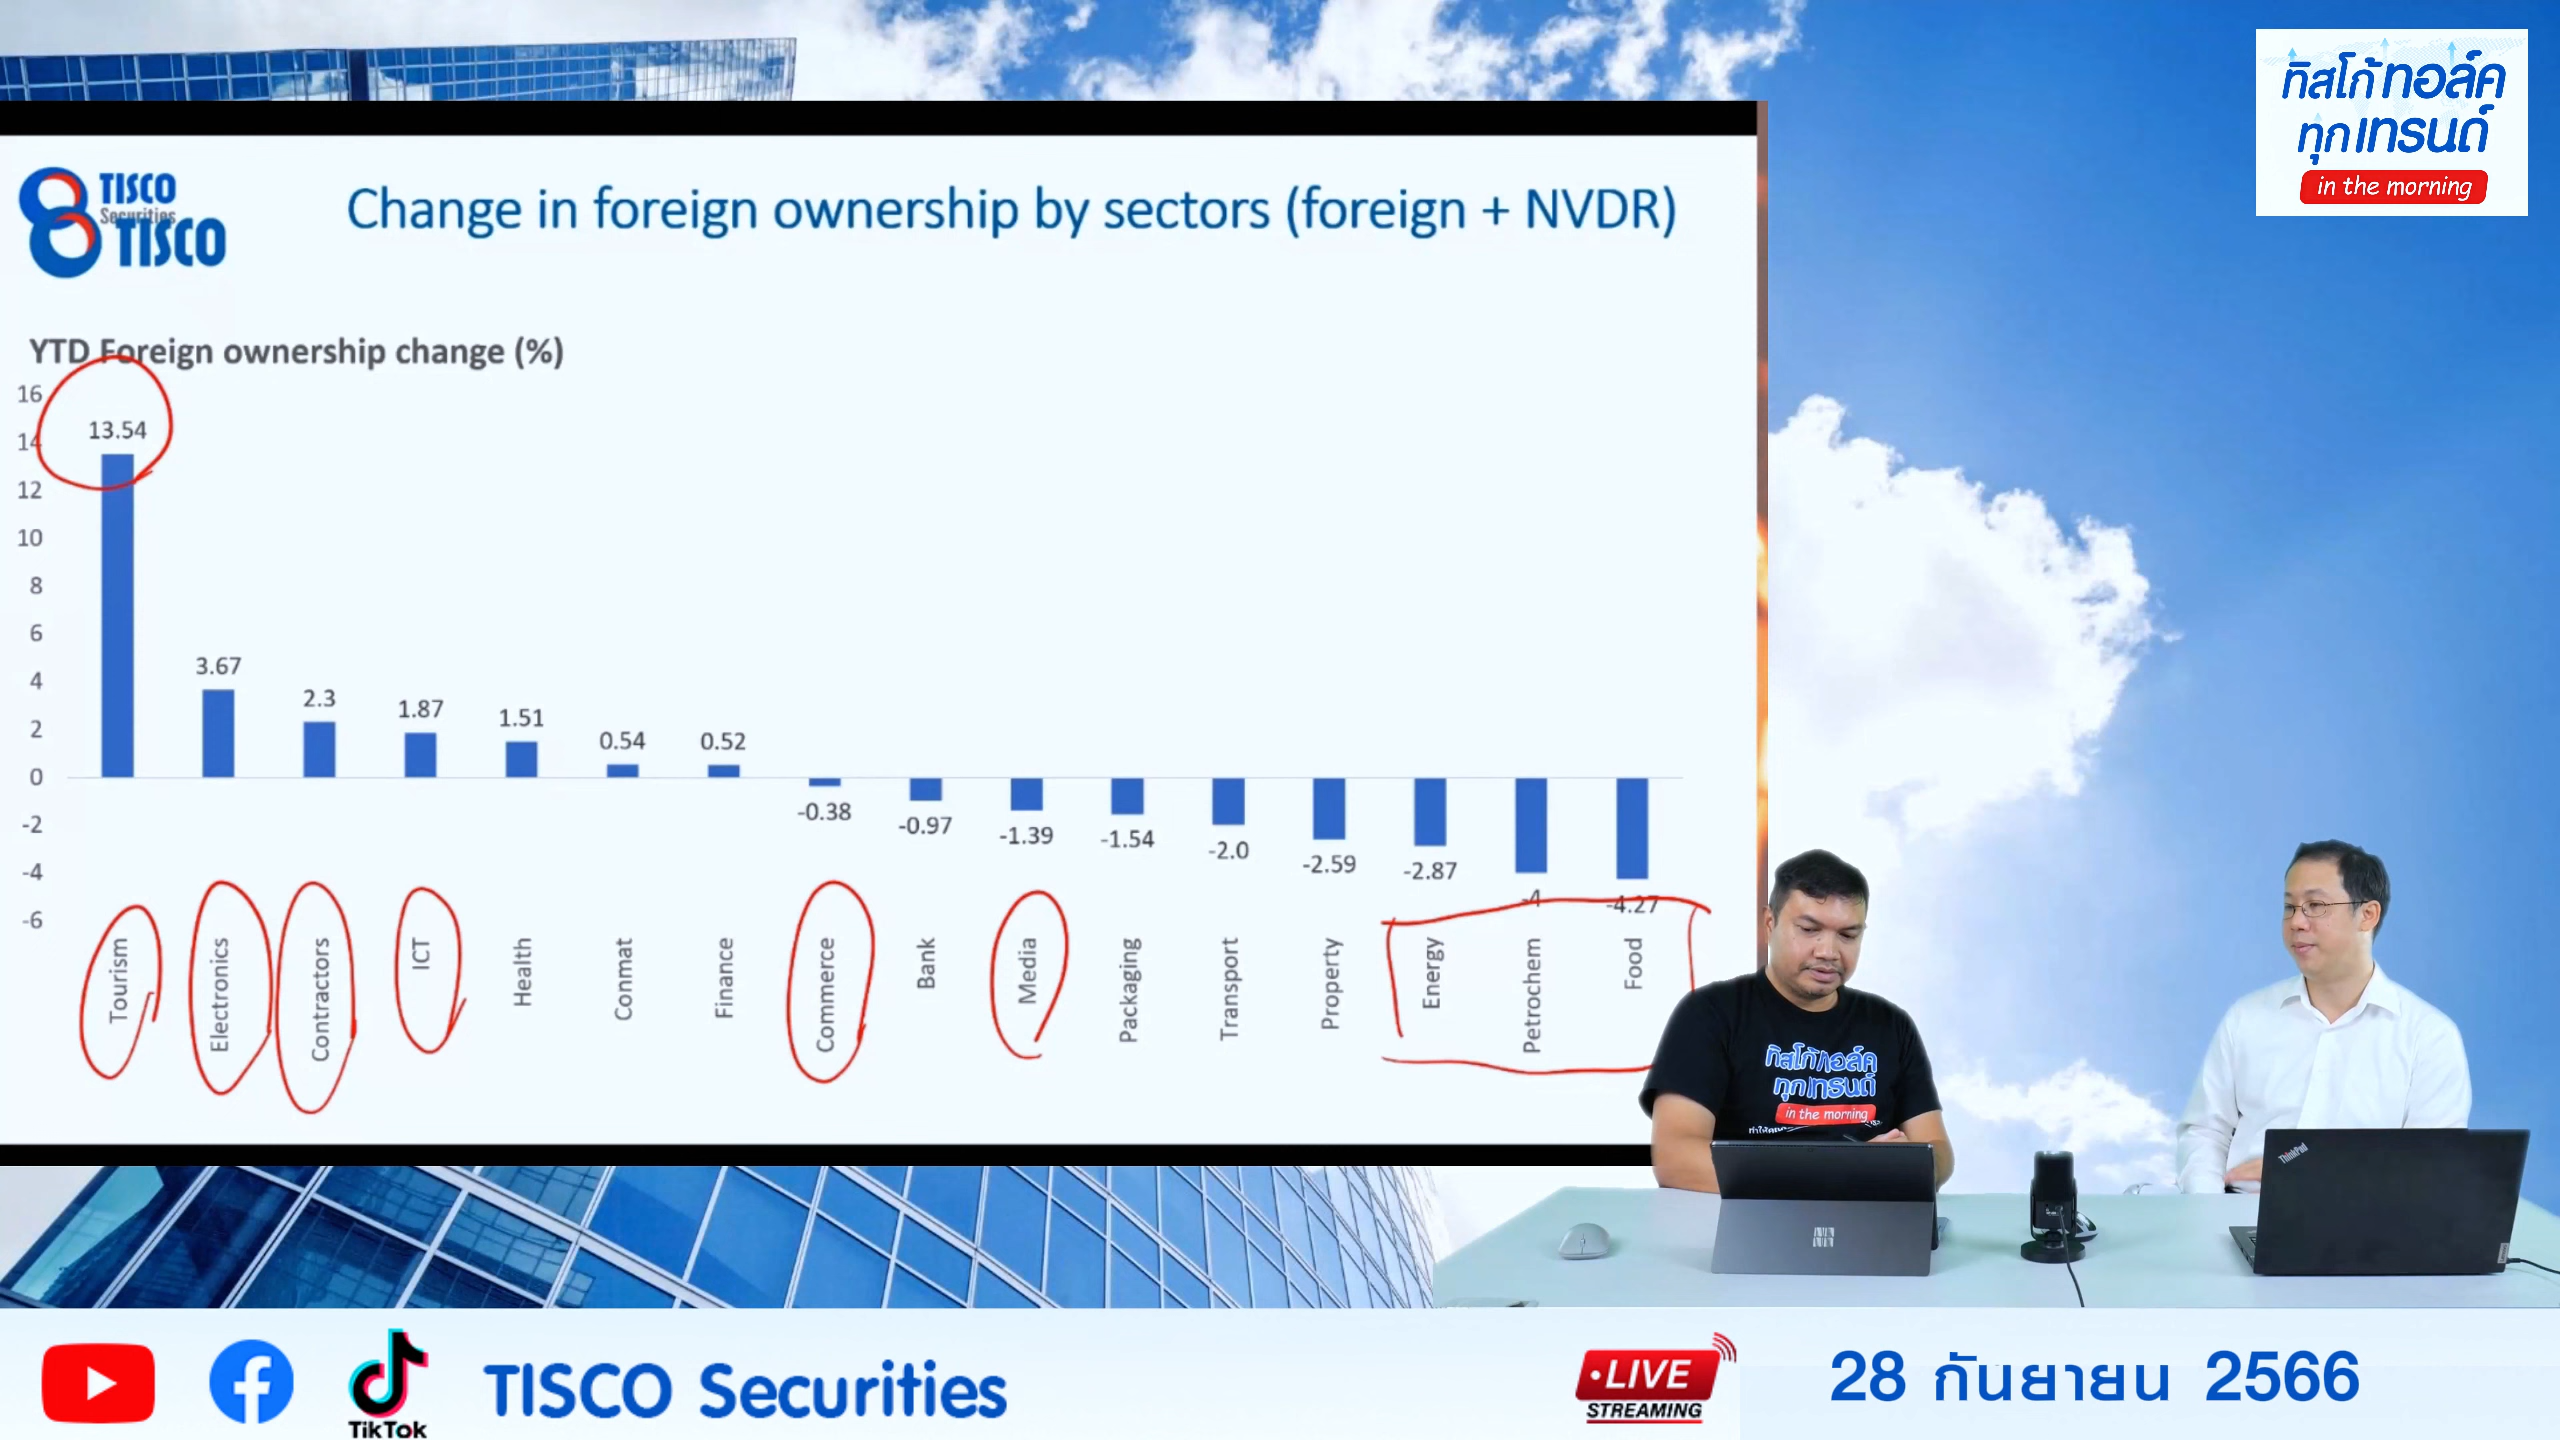 ทิสโก้ทอล์ค
ทุกเทรนด์
in the morning
TISCO
Securities
TISCO
Change in foreign ownership by sectors (foreign + NVDR)
YTD Foreign ownership change (%)
16
14
12
10
8
6
4
2
0
-2
-4
-6
13.54
3.67
2.3
1.87
1.51
0.54
0.52
-0.38
-0.97
-1.39
-1.54
-2.0
-2.59
-2.87
-4
-4.27
Tourism
Electronics
Contractors
ICT
Health
Conmat
Finance
Commerce
Bank
Media
Packaging
Transport
Property
Energy
Petrochem
Food
ทิสโก้ทอล์ค
ทุกเทรนด์
in the morning
ThinkPad
TikTok
TISCO Securities
LIVE
STREAMING
28 กันยายน 2566